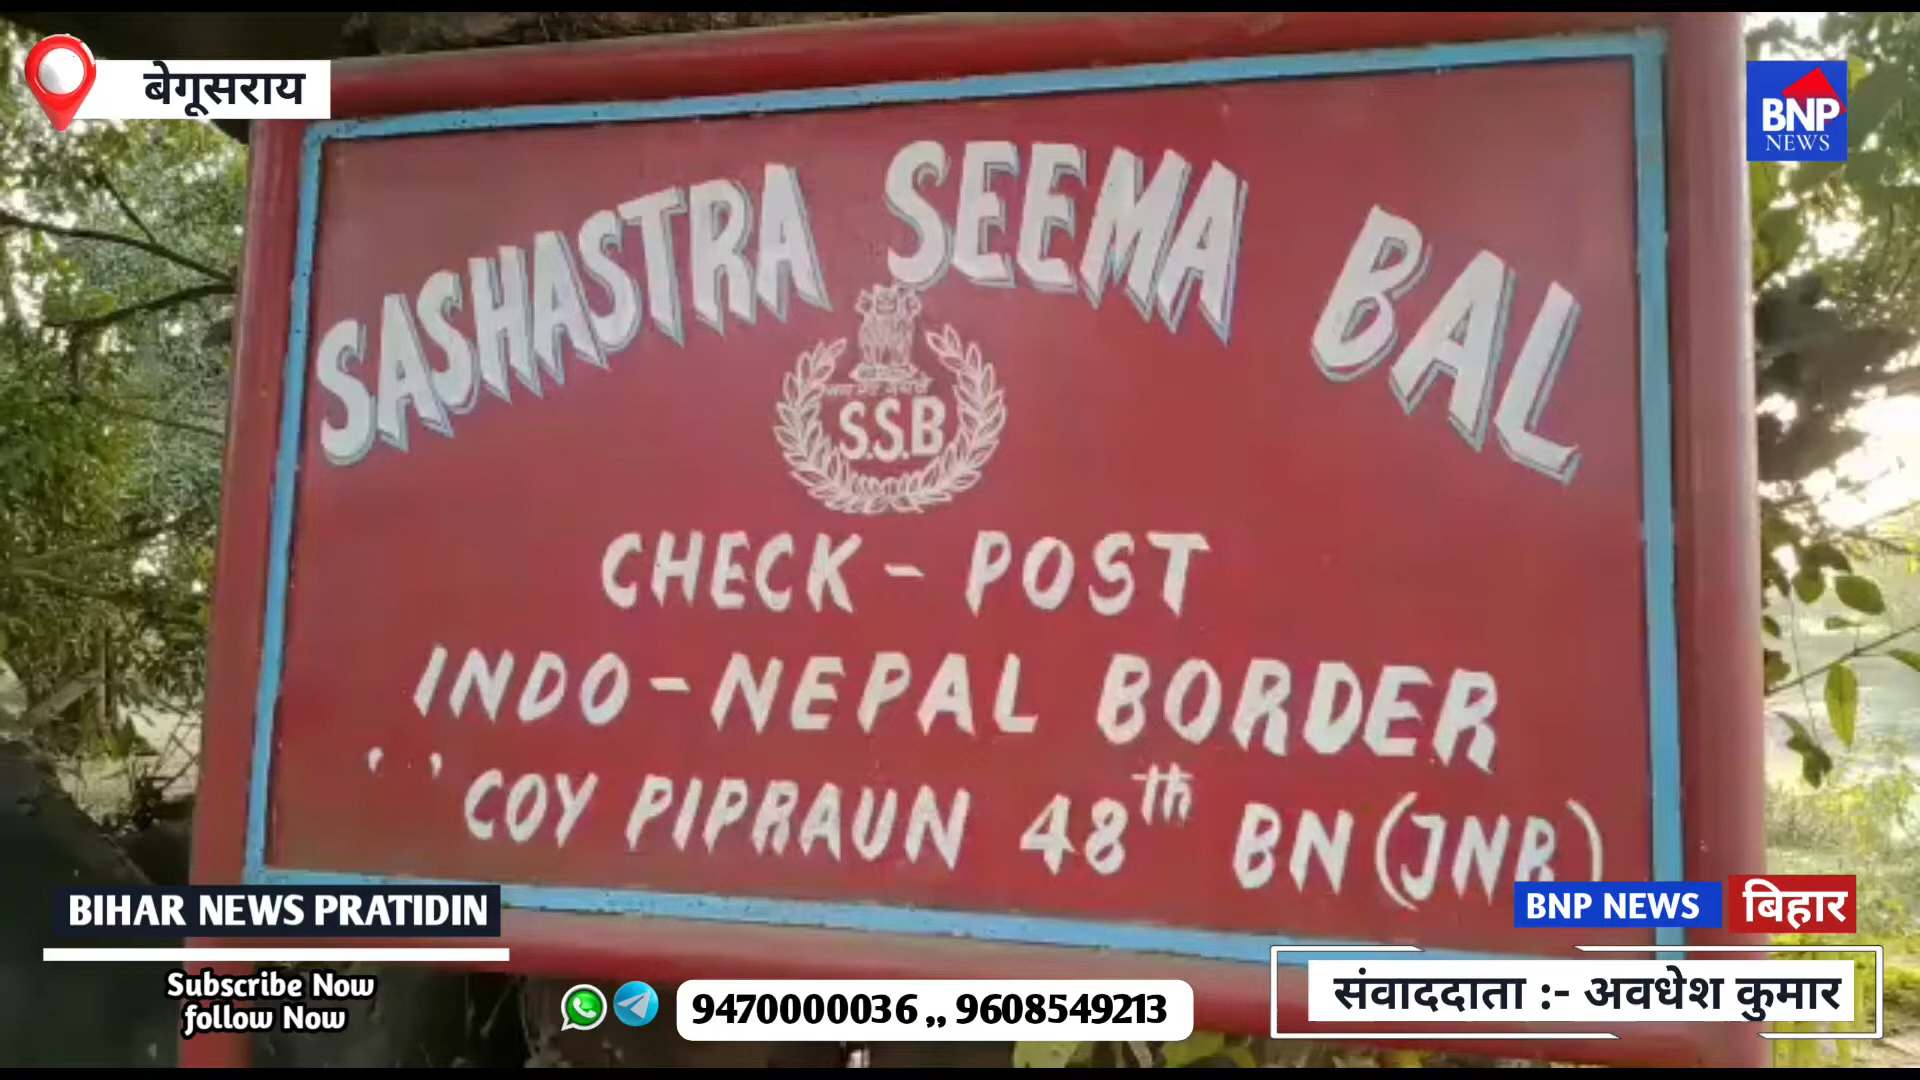 बेगूसराय
BNP
NEWS
SASHASTRA SEEMA BAL
S.S.B
CHECK - POST
INDO - NEPAL BORDER
COY PIPRAUN 48th BN (JNR)
BNP NEWS बिहार
BIHAR NEWS PRATIDIN
Subscribe Now
follow Now
9470000036 ,, 9608549213
संवाददाता :- अवधेश कुमार